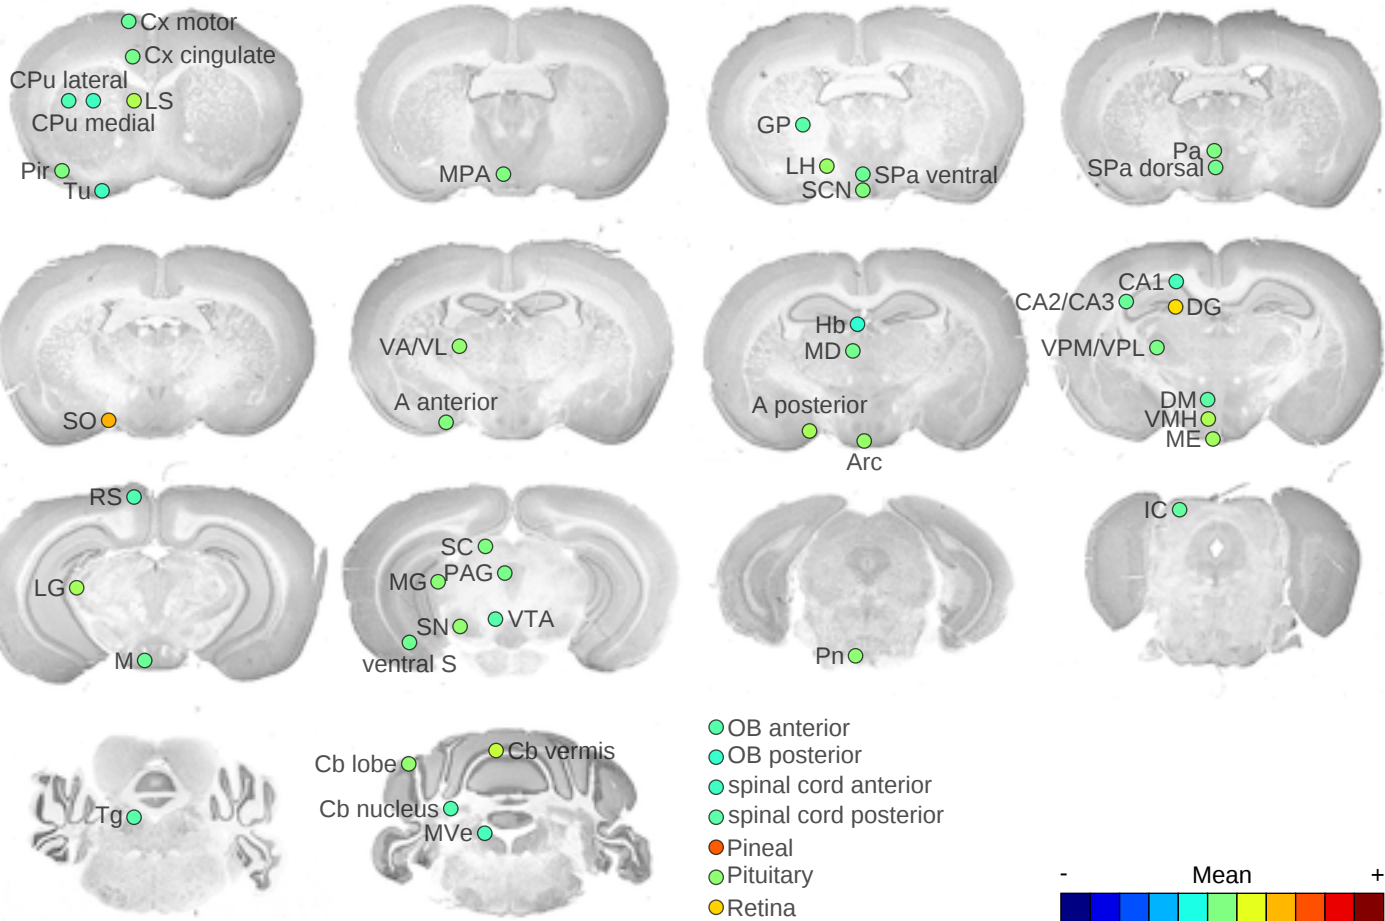 Cx motor
Cx cingulate
CPu lateral
LS
CPu medial
Pir
Tu
MPA
GP
LH
SPa ventral
SCN
Pa
SPa dorsal
SO
VA/VL
A anterior
Hb
MD
A posterior
Arc
CA1
CA2/CA3
DG
VPM/VPL
DM
VMH
ME
RS
LG
M
SC
MG
PAG
SN
VTA
ventral S
Pn
IC
Tg
Cb lobe
Cb vermis
Cb nucleus
MVe
OB anterior
OB posterior
spinal cord anterior
spinal cord posterior
Pineal
Pituitary
Retina
- Mean +